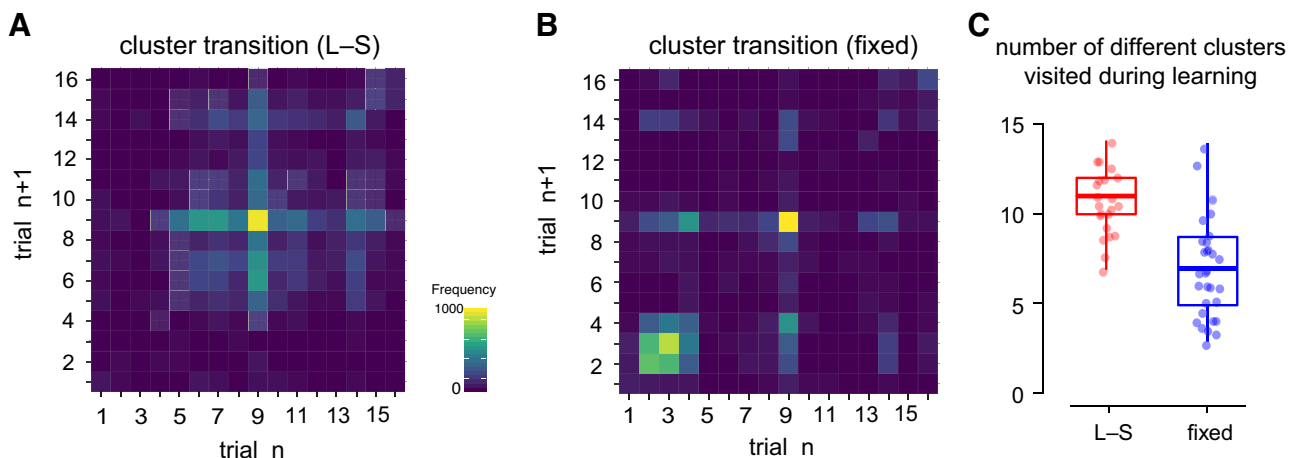 A
cluster transition (L–S)
16
14
12
10
8
6
4
2
trial n+1
1 3 5 7 9 11 13 15
trial n
Frequency
1000
0
B
cluster transition (fixed)
16
14
12
10
8
6
4
2
trial n+1
1 3 5 7 9 11 13 15
trial n
C
number of different clusters
visited during learning
15
10
5
0
L–S fixed